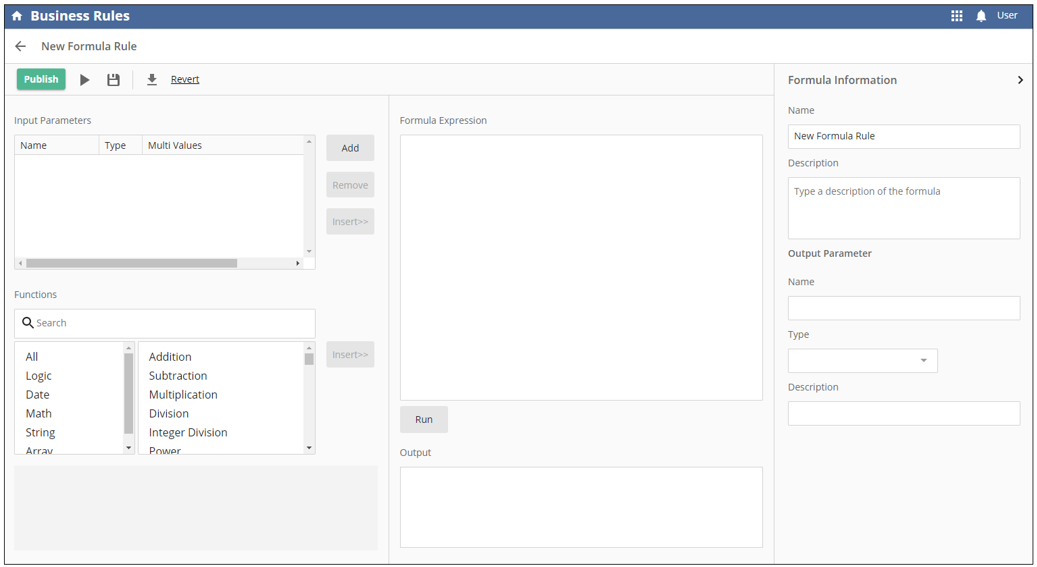 Business Rules
User
New Formula Rule
Publish
Revert
Formula Information
Input Parameters
Name Type Multi Values
Add
Remove
Insert>>
Functions
Search
All
Logic
Date
Math
String
Array
Addition
Subtraction
Multiplication
Division
Integer Division
Power
Insert>>
Formula Expression
Run
Output
Name
New Formula Rule
Description
Type a description of the formula
Output Parameter
Name
Type
Description